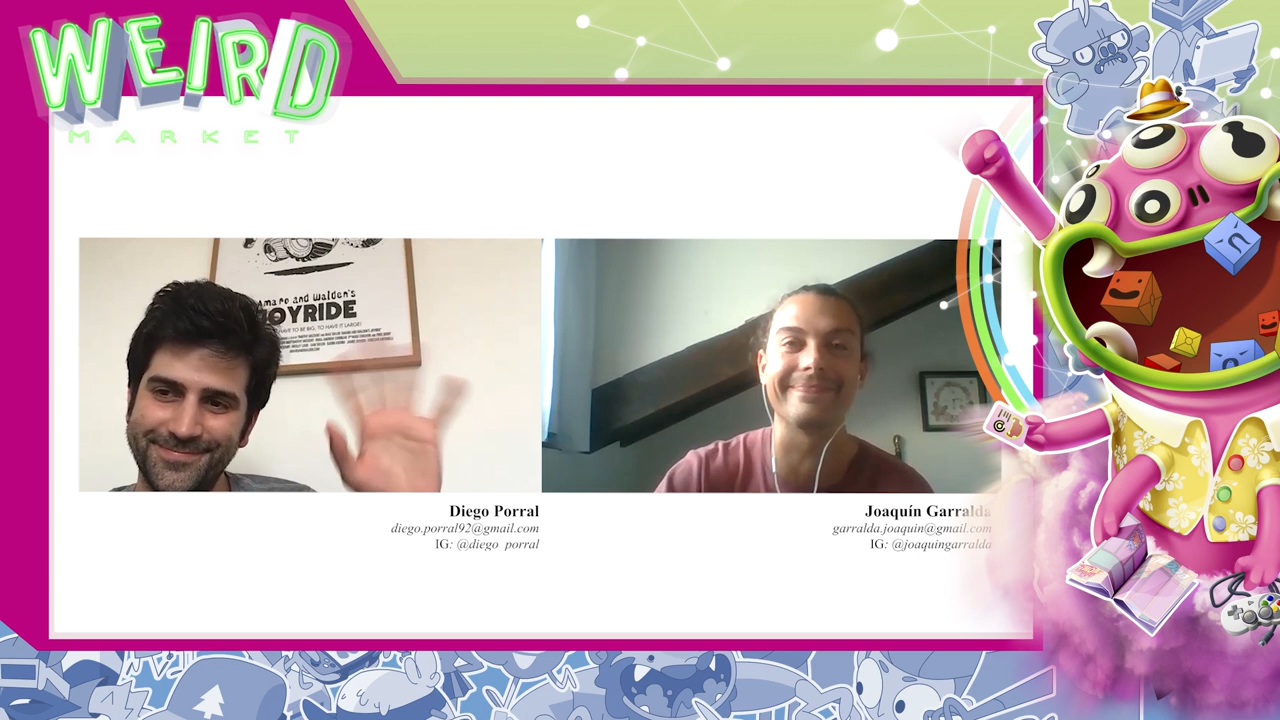 WEIRD
MARKET
Amaro and Walden's
JOYRIDE
Diego Porral
diego.porral92@gmail.com
IG: @diego_porral
Joaquín Garralda
garralda.joaquin@gmail.com
IG: @joaquingarralda